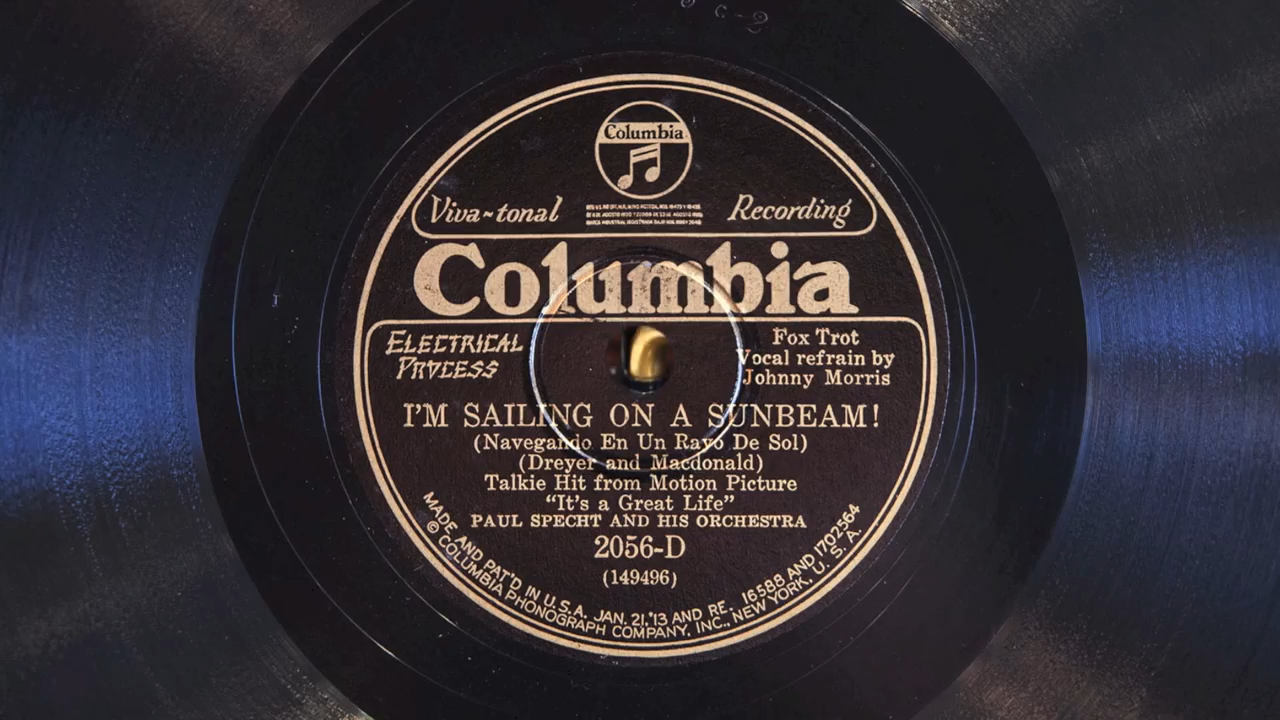 Columbia
Viva-tonal
Recording
Columbia
ELECTRICAL
PROCESS
Fox Trot
Vocal refrain by
Johnny Morris
I'M SAILING ON A SUNBEAM!
(Navegando En Un Rayo De Sol)
(Dreyer and Macdonald)
Talkie Hit from Motion Picture
"It's a Great Life"
PAUL SPECHT AND HIS ORCHESTRA
2056-D
(149496)
MADE AND PAT'D IN U.S.A. JAN. 21, '13 AND RE. 16588 AND 1702564
© COLUMBIA PHONOGRAPH COMPANY, INC., NEW YORK, U. S. A.